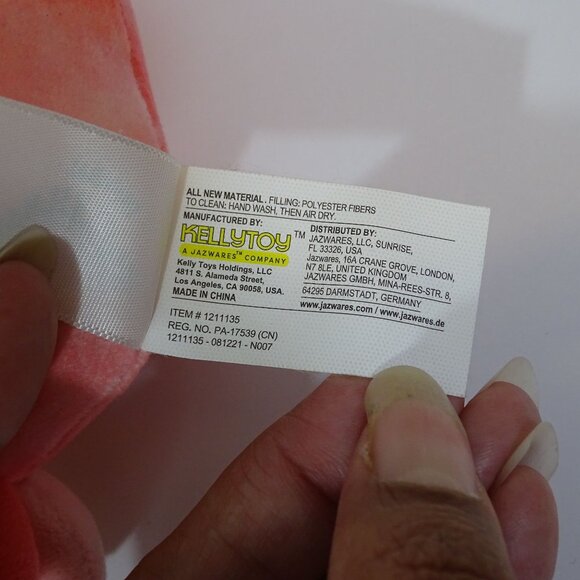 ALL NEW MATERIAL. FILLING: POLYESTER FIBERS
TO CLEAN: HAND WASH, THEN AIR DRY.
MANUFACTURED BY:
KELLYTOY™
A JAZWARES™ COMPANY
Kelly Toys Holdings, LLC
4811 S. Alameda Street,
Los Angeles, CA 90058, USA.
MADE IN CHINA
DISTRIBUTED BY:
JAZWARES, LLC, SUNRISE,
FL 33326, USA
Jazwares, 16A CRANE GROVE, LONDON,
N7 8LE, UNITED KINGDOM
JAZWARES GMBH, MINA-REES-STR. 8,
64295 DARMSTADT, GERMANY
www.jazwares.com / www.jazwares.de
ITEM # 1211135
REG. NO. PA-17539 (CN)
1211135 - 081221 - N007